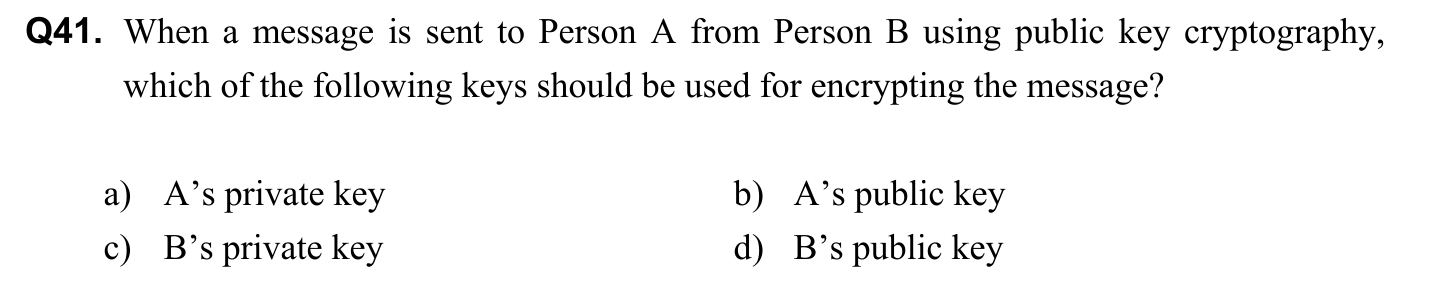 Q41. When a message is sent to Person A from Person B using public key cryptography,
which of the following keys should be used for encrypting the message?
a) A’s private key b) A’s public key
c) B’s private key d) B’s public key